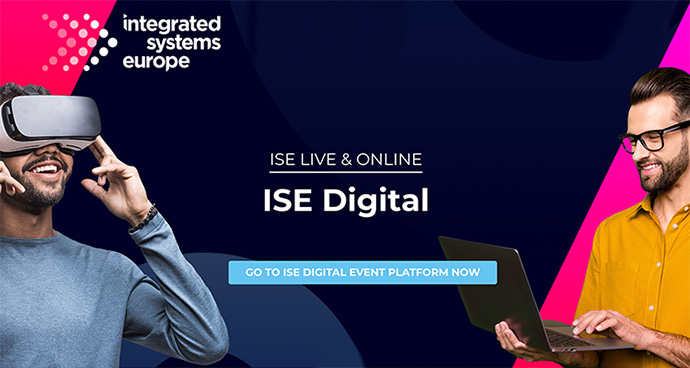 integrated
systems
europe
ISE LIVE & ONLINE
ISE Digital
GO TO ISE DIGITAL EVENT PLATFORM NOW